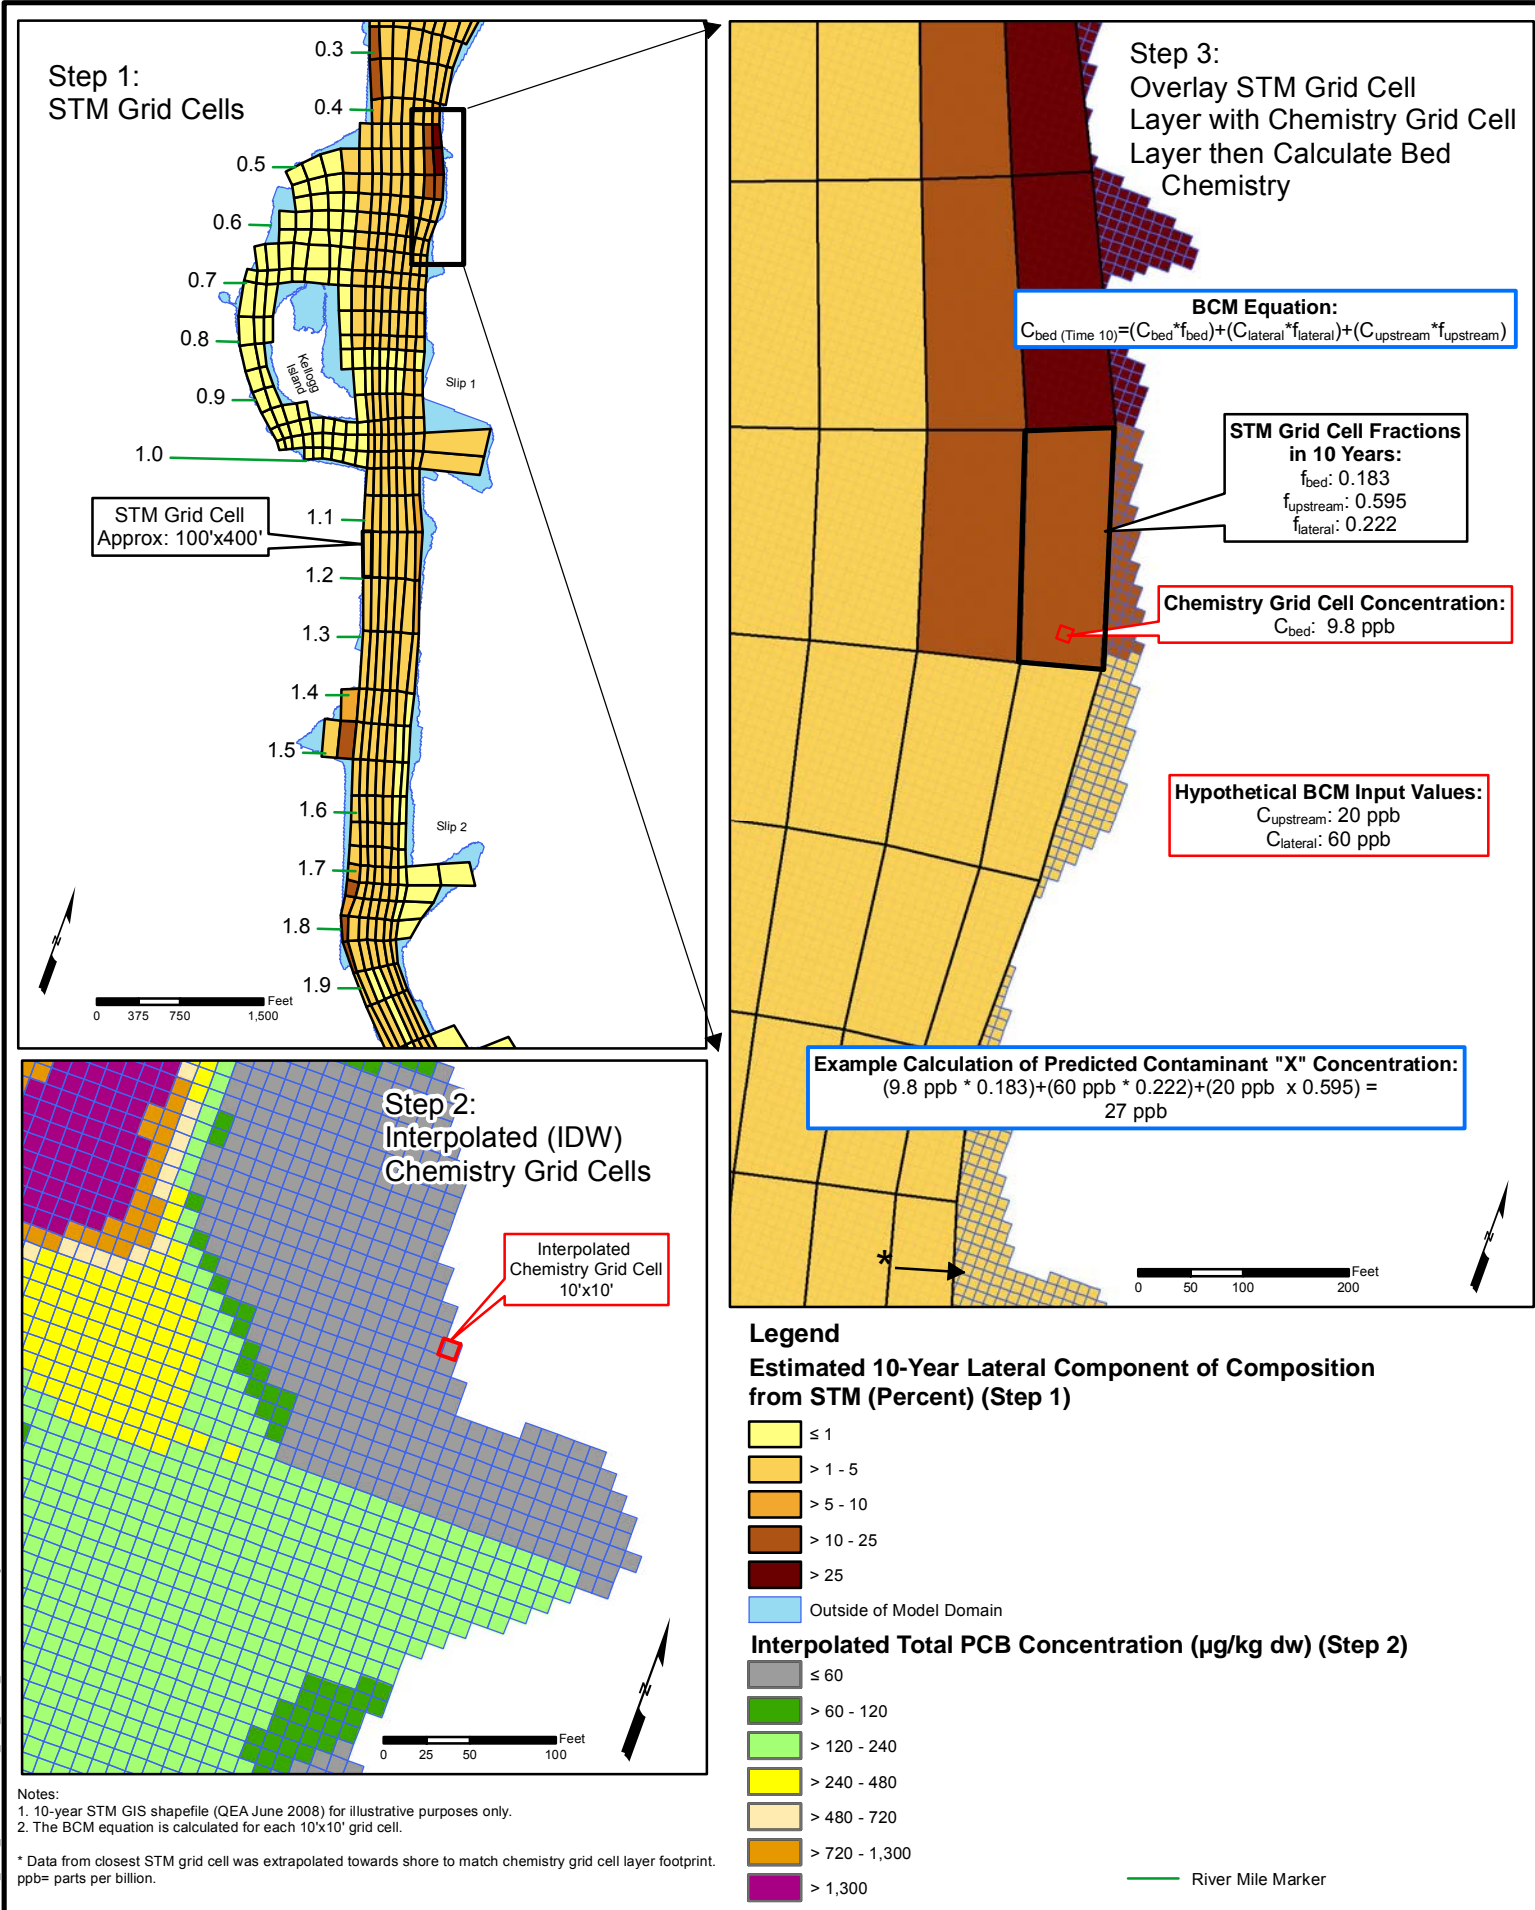 Step 1:
STM Grid Cells
0.3
0.4
0.5
0.6
0.7
0.8
0.9
1.0
1.1
1.2
1.3
1.4
1.5
1.6
1.7
1.8
1.9
Kellogg
Island
Slip 1
Slip 2
STM Grid Cell
Approx: 100'x400'
N
Feet
0 375 750 1,500
Step 2:
Interpolated (IDW)
Chemistry Grid Cells
Interpolated
Chemistry Grid Cell
10'x10'
N
Feet
0 25 50 100
Step 3:
Overlay STM Grid Cell
Layer with Chemistry Grid Cell
Layer then Calculate Bed
Chemistry
BCM Equation:
Cbed (Time 10)=(Cbed*fbed)+(Clateral*flateral)+(Cupstream*fupstream)
STM Grid Cell Fractions
in 10 Years:
fbed: 0.183
fupstream: 0.595
flateral: 0.222
Chemistry Grid Cell Concentration:
Cbed: 9.8 ppb
Hypothetical BCM Input Values:
Cupstream: 20 ppb
Clateral: 60 ppb
Example Calculation of Predicted Contaminant "X" Concentration:
(9.8 ppb * 0.183)+(60 ppb * 0.222)+(20 ppb x 0.595) =
27 ppb
*
N
Feet
0 50 100 200
Legend
Estimated 10-Year Lateral Component of Composition
from STM (Percent) (Step 1)
≤ 1
> 1 - 5
> 5 - 10
> 10 - 25
> 25
Outside of Model Domain
Interpolated Total PCB Concentration (µg/kg dw) (Step 2)
≤ 60
> 60 - 120
> 120 - 240
> 240 - 480
> 480 - 720
> 720 - 1,300
> 1,300
River Mile Marker
Notes:
1. 10-year STM GIS shapefile (QEA June 2008) for illustrative purposes only.
2. The BCM equation is calculated for each 10'x10' grid cell.
* Data from closest STM grid cell was extrapolated towards shore to match chemistry grid cell layer footprint.
ppb= parts per billion.